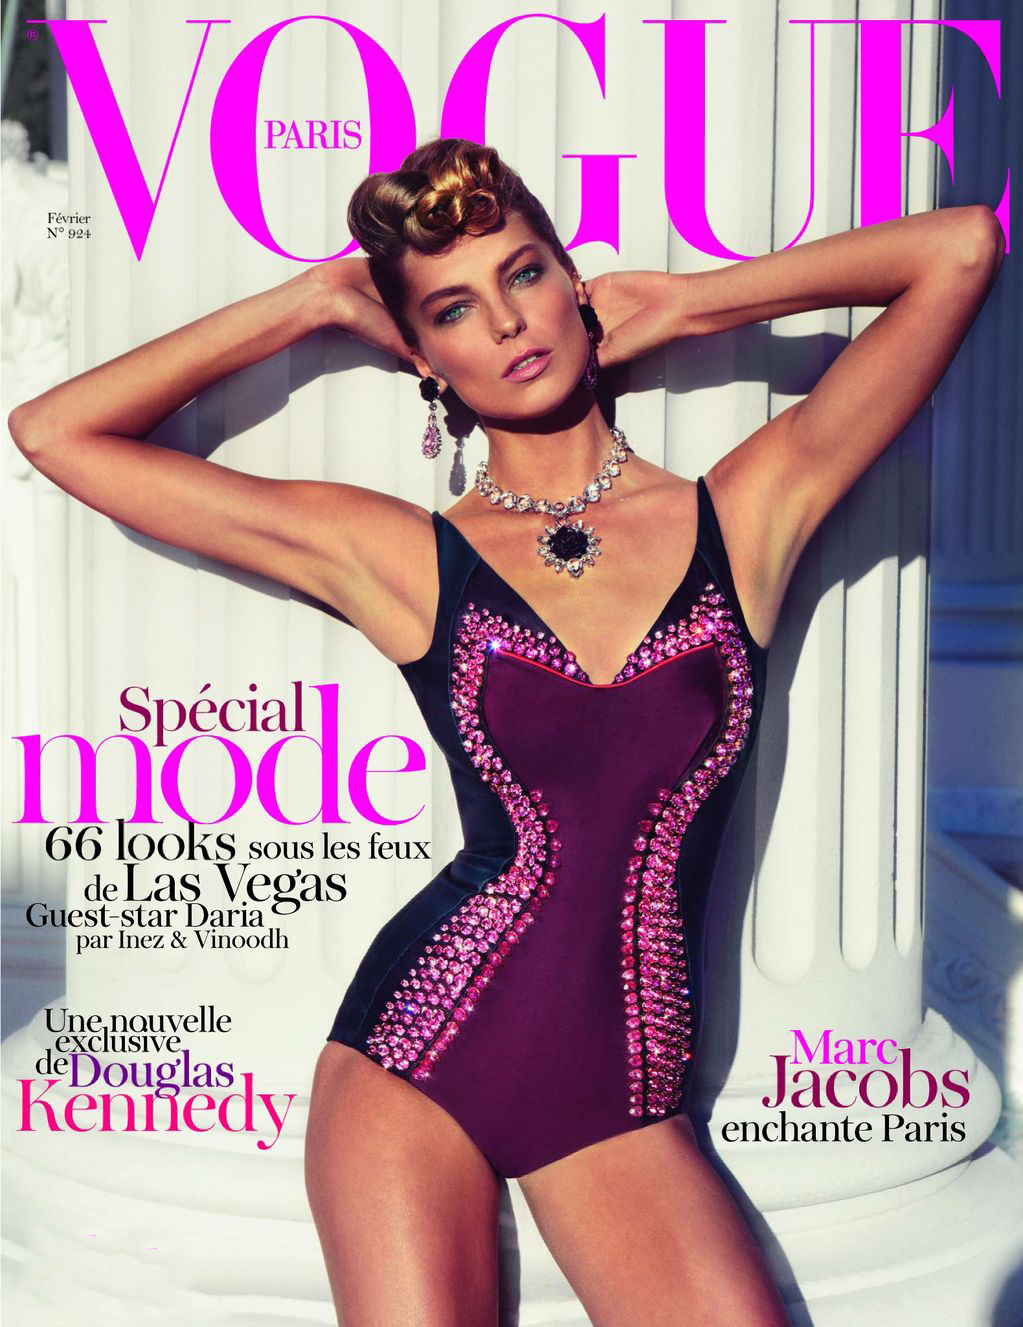 VOGUE
®
PARIS
Février
N° 924
Spécial
mode
66 looks sous les feux
de Las Vegas
Guest-star Daria
par Inez & Vinoodh
Une nouvelle
exclusive
de Douglas
Kennedy
Marc
Jacobs
enchante Paris